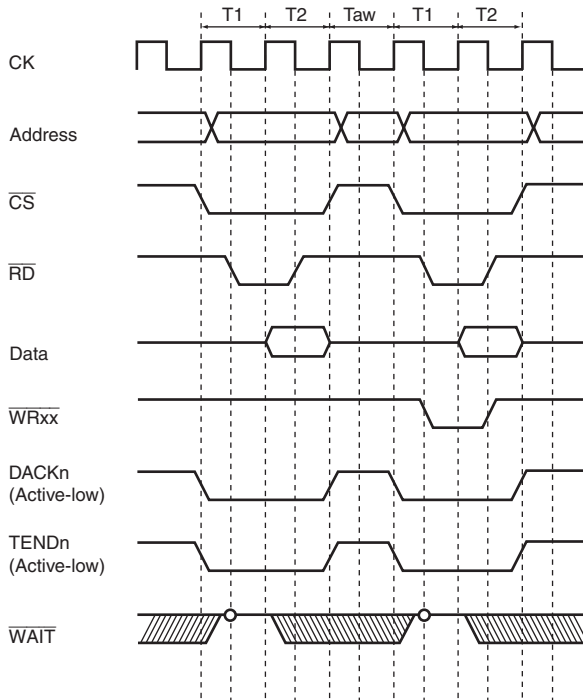 T1 T2 Taw T1 T2
CK
Address
CS
RD
Data
WRxx
DACKn
(Active-low)
TENDn
(Active-low)
WAIT